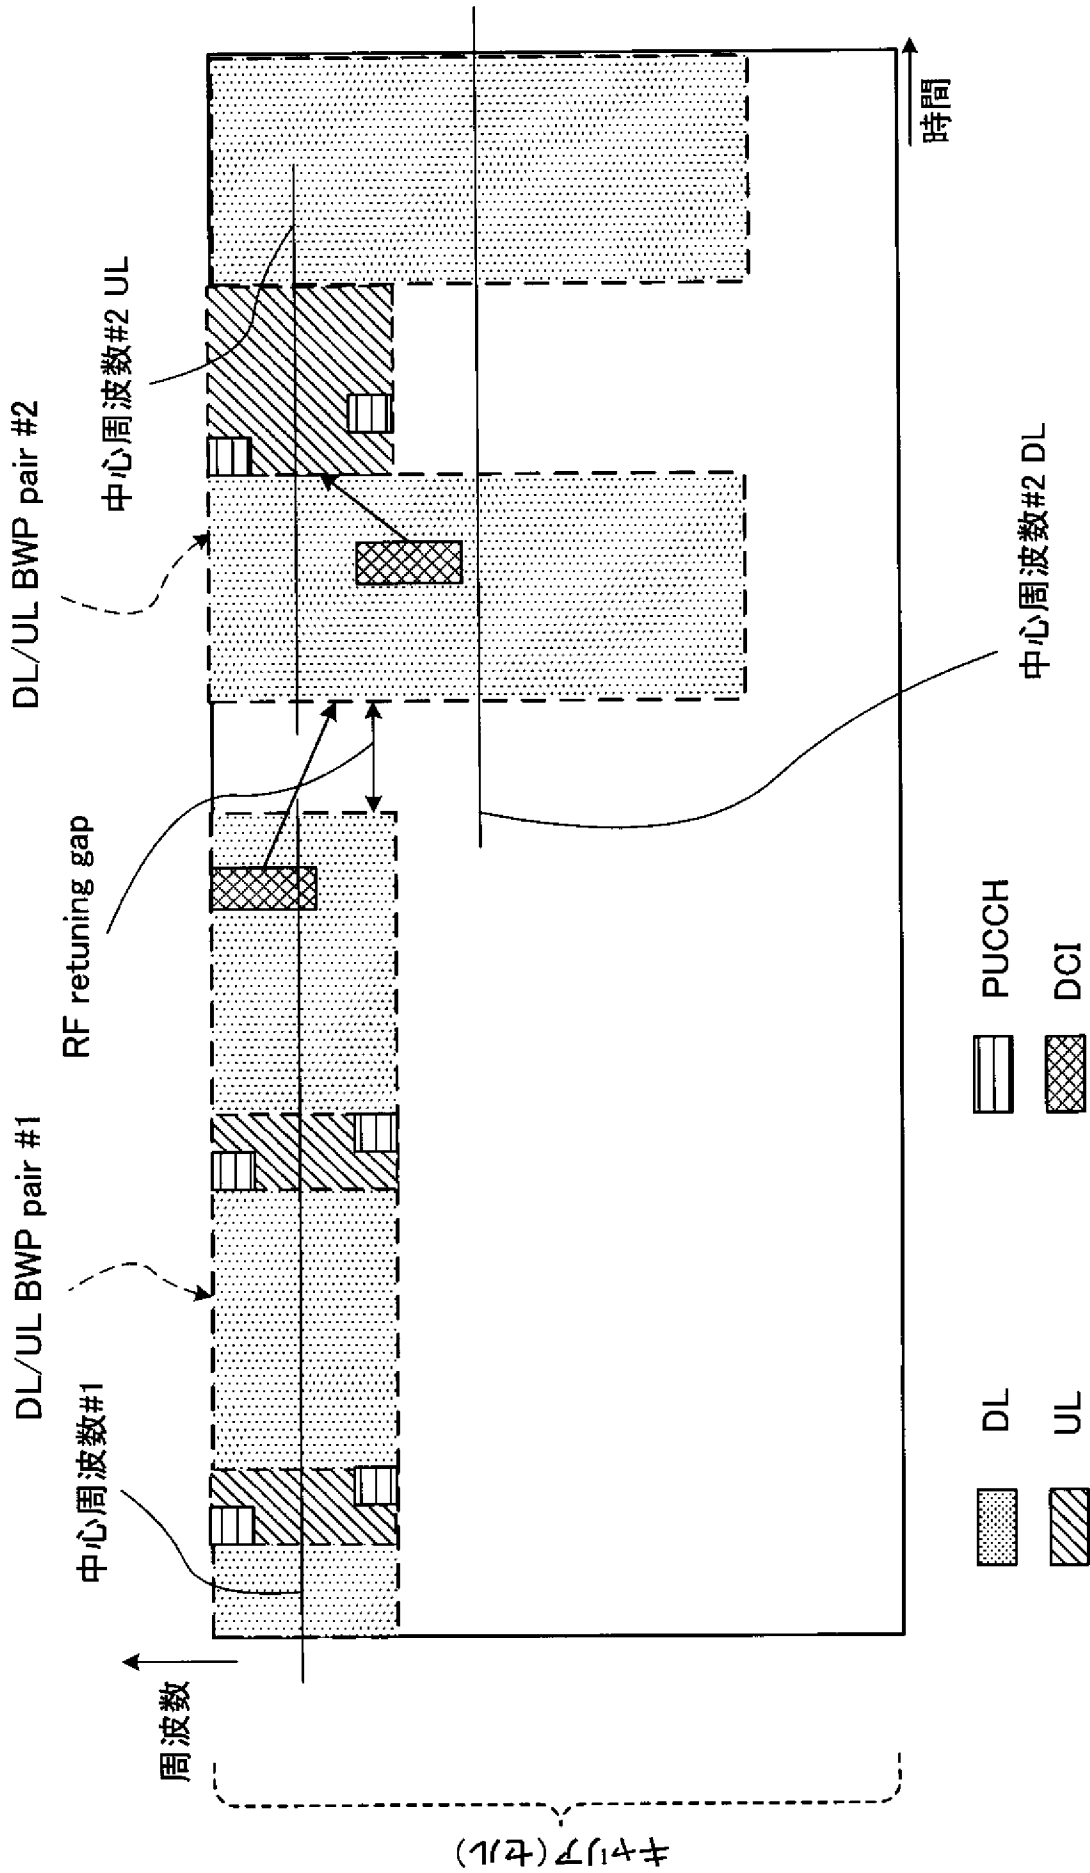 DL/UL BWP pair #1
DL/UL BWP pair #2
中心周波数#1
RF retuning gap
中心周波数#2 UL
周波数
キャリア(セル)
時間
中心周波数#2 DL
DL
PUCCH
UL
DCI